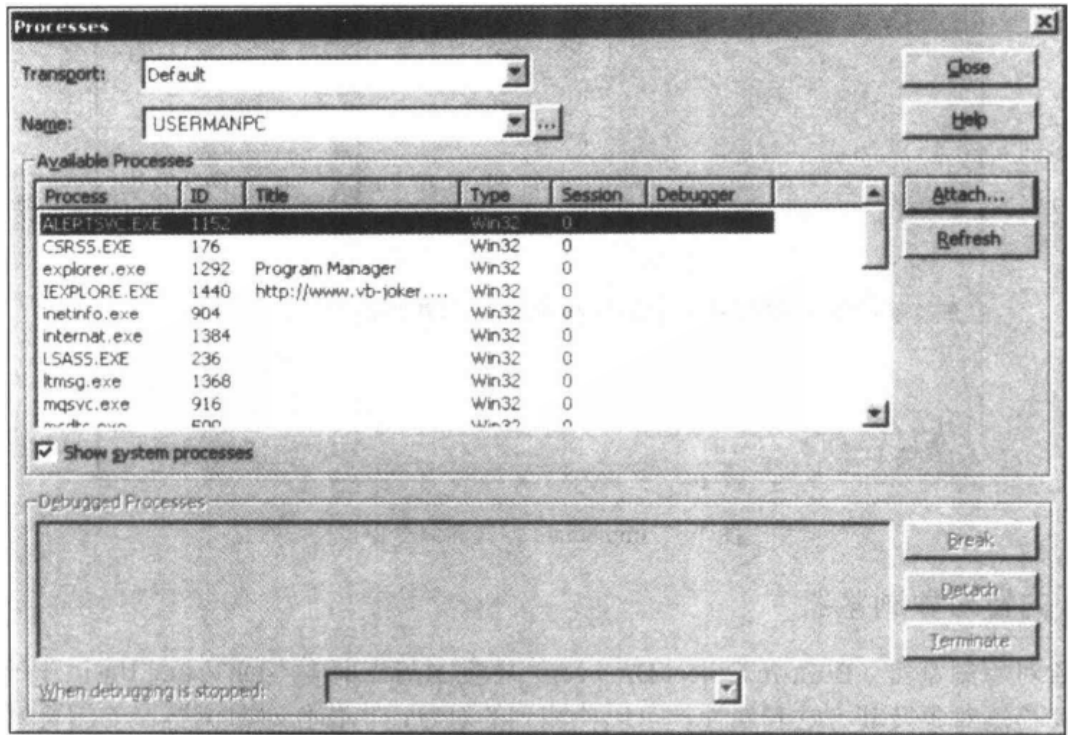 Processes
Transport: Default Close
Name: USERMANPC ... Help
Available Processes
Process ID Title Type Session Debugger Attach...
ALERTSVC.EXE 1152 Win32 0
CSRSS.EXE 176 Win32 0 Refresh
explorer.exe 1292 Program Manager Win32 0
IEXPLORE.EXE 1440 http://www.vb-joker.... Win32 0
inetinfo.exe 904 Win32 0
internat.exe 1384 Win32 0
LSASS.EXE 236 Win32 0
ltmsg.exe 1368 Win32 0
mqsvc.exe 916 Win32 0
Show system processes
Debugged Processes
Break
Detach
Terminate
When debugging is stopped: